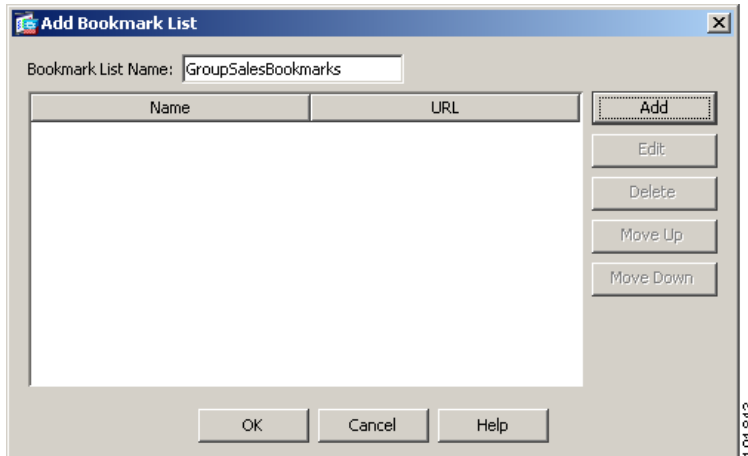 Add Bookmark List
Bookmark List Name: GroupSalesBookmarks
Name URL
Add
Edit
Delete
Move Up
Move Down
OK Cancel Help